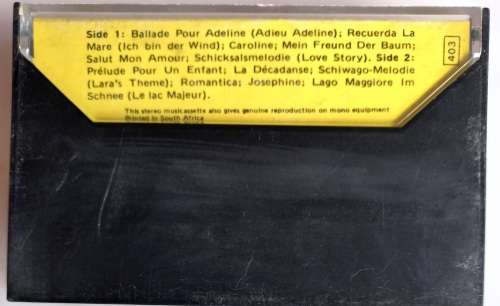 Side 1: Ballade Pour Adeline (Adieu Adeline); Recuerda La
Mare (Ich bin der Wind); Caroline; Mein Freund Der Baum;
Salut Mon Amour; Schicksalsmelodie (Love Story). Side 2:
Prélude Pour Un Enfant; La Décadanse; Schiwago-Melodie
(Lara's Theme); Romantica; Josephine; Lago Maggiore Im
Schnee (Le lac Majeur).
403
This stereo musicassette also gives genuine reproduction on mono equipment
Printed in South Africa